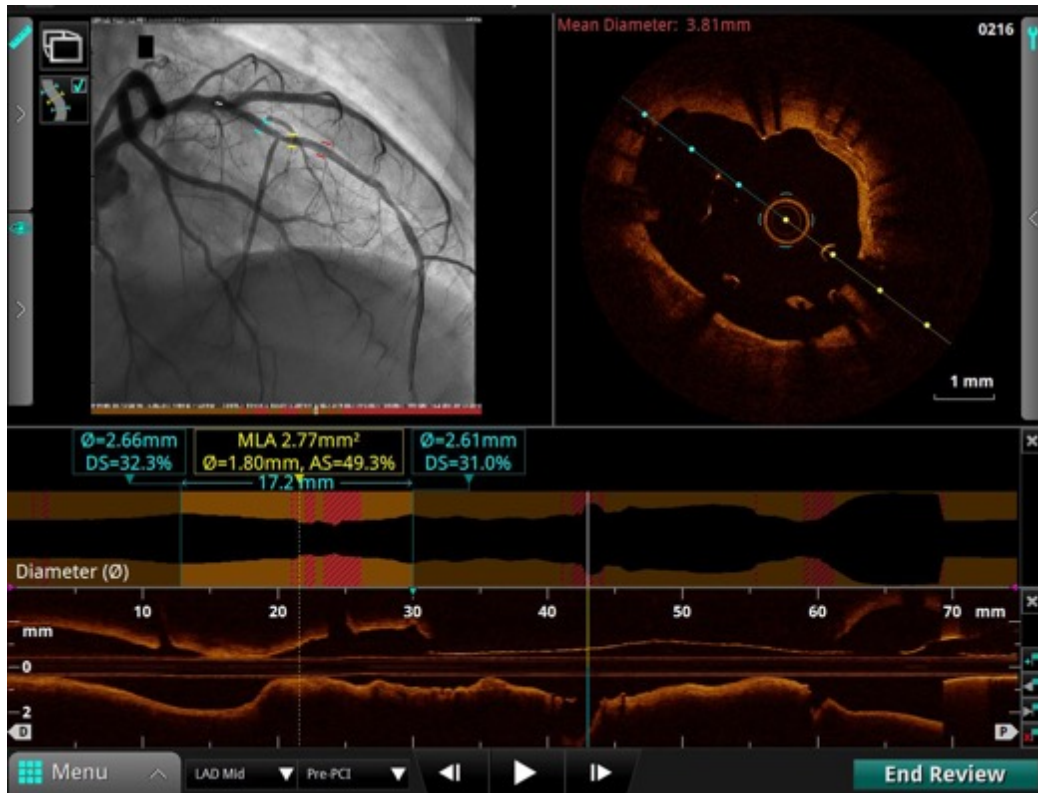 Mean Diameter: 3.81mm
0216
1 mm
Ø=2.66mm
DS=32.3%
MLA 2.77mm²
Ø=1.80mm, AS=49.3%
Ø=2.61mm
DS=31.0%
17.2 mm
Diameter (Ø)
10 20 30 40 50 60 70 mm
mm
0
2
D
P
Menu
LAD Mid
Pre-PCI
End Review